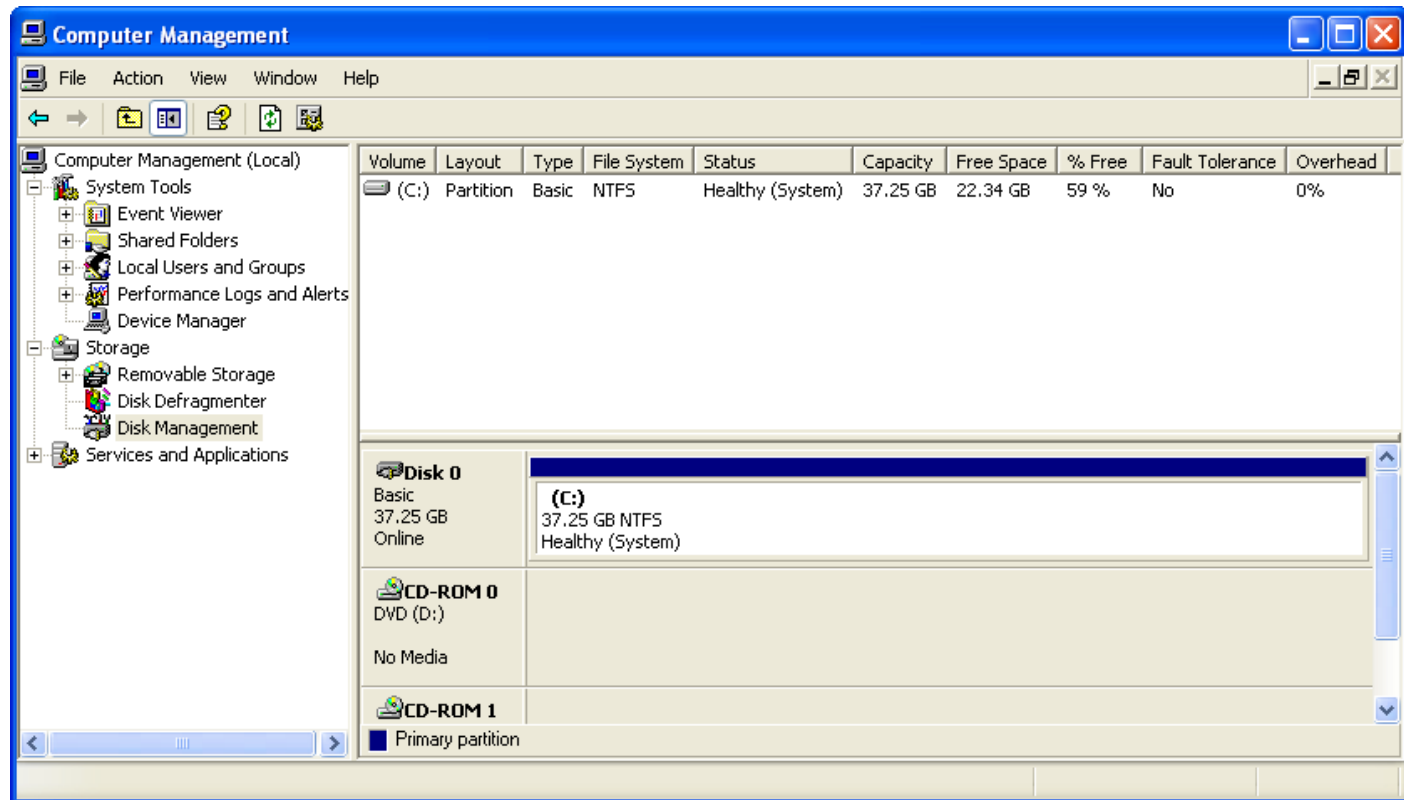 Computer Management
File Action View Window Help
Computer Management (Local)
System Tools
Event Viewer
Shared Folders
Local Users and Groups
Performance Logs and Alerts
Device Manager
Storage
Removable Storage
Disk Defragmenter
Disk Management
Services and Applications
Volume Layout Type File System Status Capacity Free Space % Free Fault Tolerance Overhead
(C:) Partition Basic NTFS Healthy (System) 37.25 GB 22.34 GB 59 % No 0%
Disk 0
Basic
37.25 GB
Online
(C:)
37.25 GB NTFS
Healthy (System)
CD-ROM 0
DVD (D:)
No Media
CD-ROM 1
Primary partition